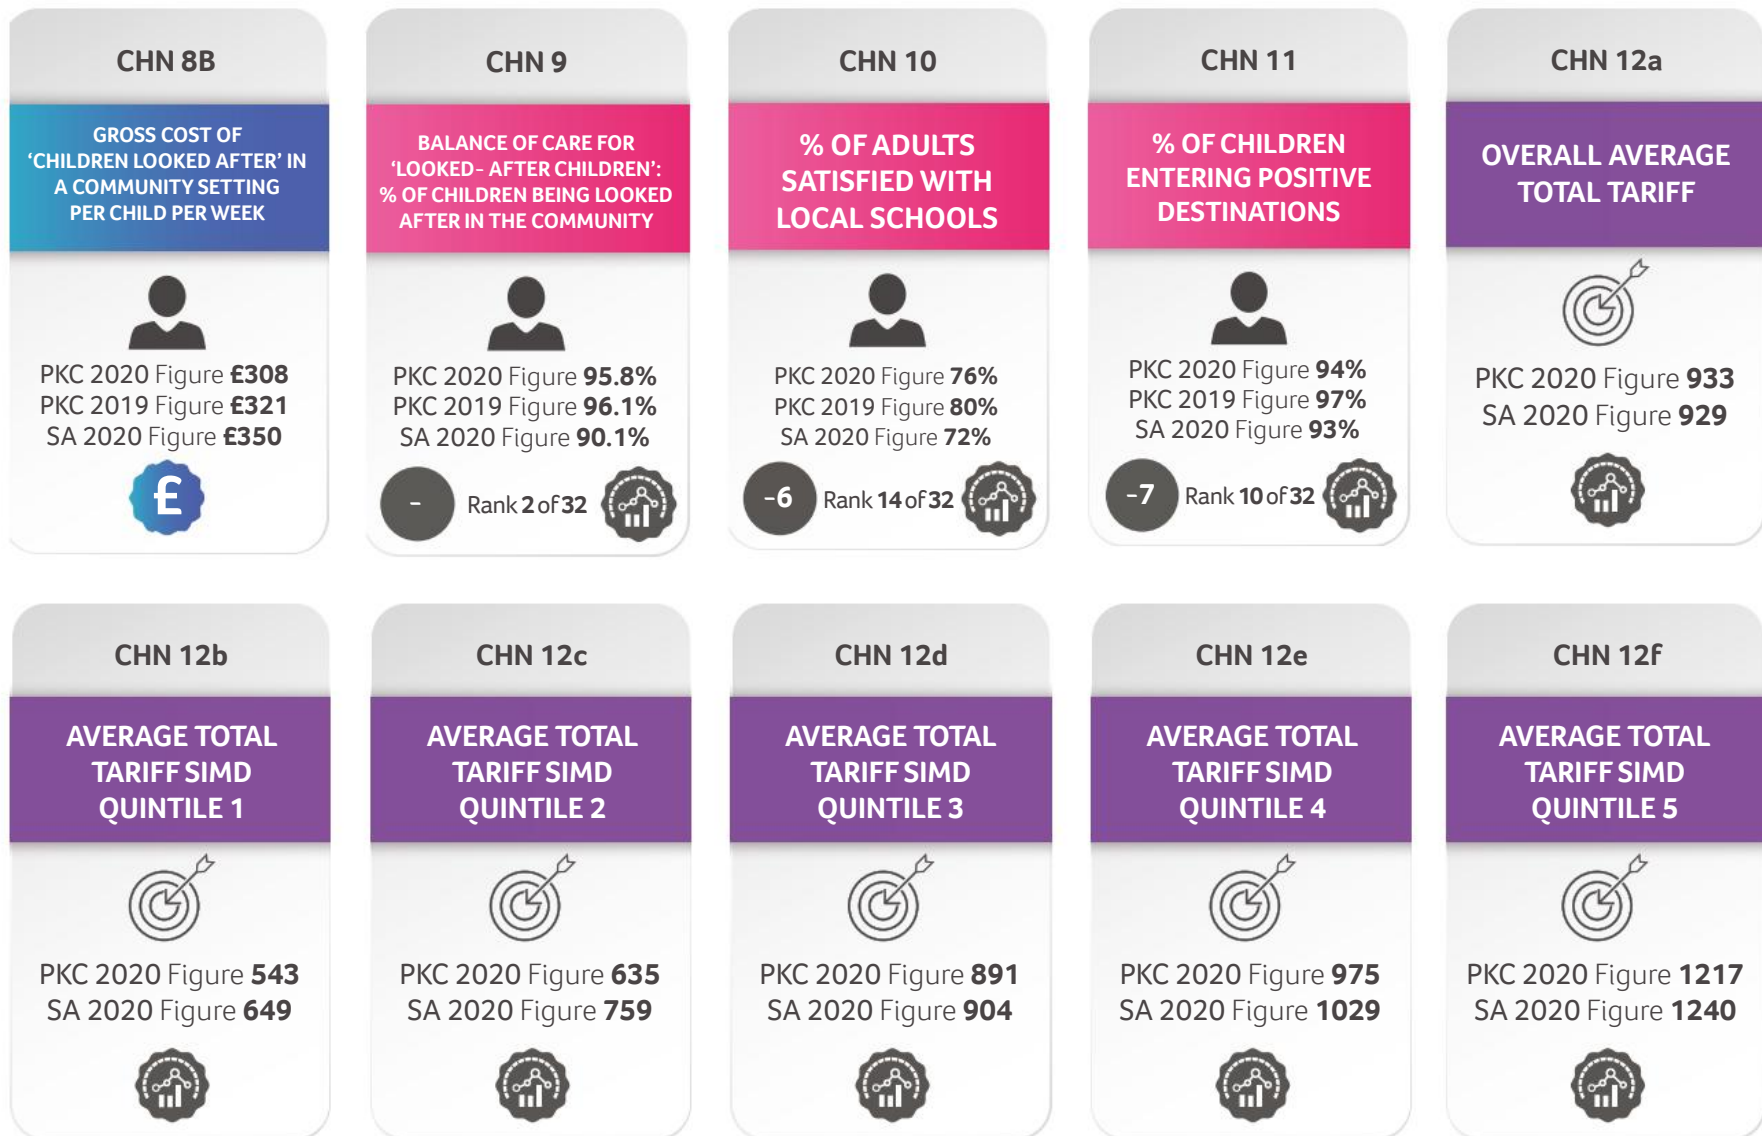 CHN 8B
GROSS COST OF
‘CHILDREN LOOKED AFTER’ IN
A COMMUNITY SETTING
PER CHILD PER WEEK
PKC 2020 Figure £308
PKC 2019 Figure £321
SA 2020 Figure £350
£
CHN 9
BALANCE OF CARE FOR
‘LOOKED- AFTER CHILDREN’:
% OF CHILDREN BEING LOOKED
AFTER IN THE COMMUNITY
PKC 2020 Figure 95.8%
PKC 2019 Figure 96.1%
SA 2020 Figure 90.1%
- Rank 2 of 32
CHN 10
% OF ADULTS
SATISFIED WITH
LOCAL SCHOOLS
PKC 2020 Figure 76%
PKC 2019 Figure 80%
SA 2020 Figure 72%
-6 Rank 14 of 32
CHN 11
% OF CHILDREN
ENTERING POSITIVE
DESTINATIONS
PKC 2020 Figure 94%
PKC 2019 Figure 97%
SA 2020 Figure 93%
-7 Rank 10 of 32
CHN 12a
OVERALL AVERAGE
TOTAL TARIFF
PKC 2020 Figure 933
SA 2020 Figure 929
CHN 12b
AVERAGE TOTAL
TARIFF SIMD
QUINTILE 1
PKC 2020 Figure 543
SA 2020 Figure 649
CHN 12c
AVERAGE TOTAL
TARIFF SIMD
QUINTILE 2
PKC 2020 Figure 635
SA 2020 Figure 759
CHN 12d
AVERAGE TOTAL
TARIFF SIMD
QUINTILE 3
PKC 2020 Figure 891
SA 2020 Figure 904
CHN 12e
AVERAGE TOTAL
TARIFF SIMD
QUINTILE 4
PKC 2020 Figure 975
SA 2020 Figure 1029
CHN 12f
AVERAGE TOTAL
TARIFF SIMD
QUINTILE 5
PKC 2020 Figure 1217
SA 2020 Figure 1240